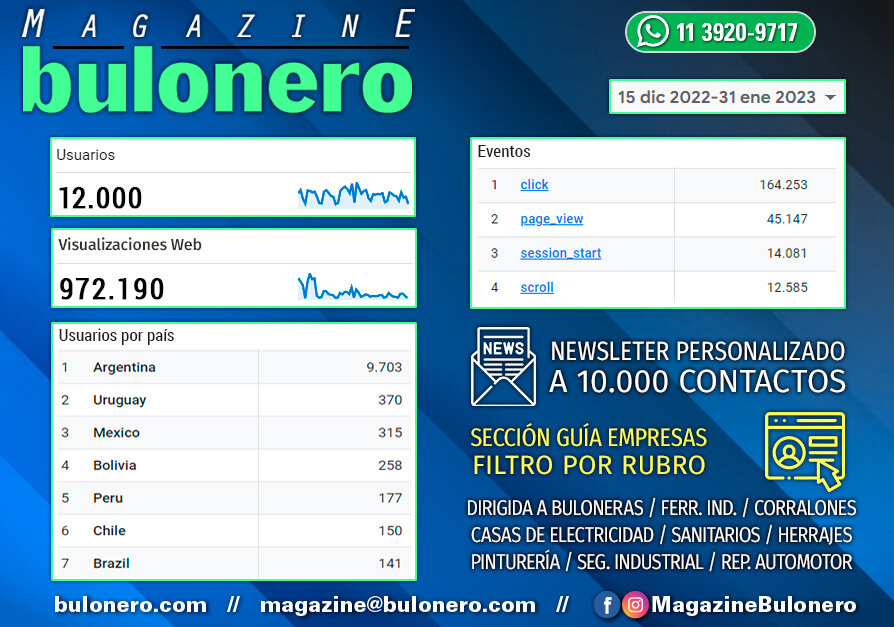 MAGAZINE
bulonero
11 3920-9717
15 dic 2022-31 ene 2023
Usuarios
12.000
Visualizaciones Web
972.190
Usuarios por país
1 Argentina 9.703
2 Uruguay 370
3 Mexico 315
4 Bolivia 258
5 Peru 177
6 Chile 150
7 Brazil 141
Eventos
1 click 164.253
2 page_view 45.147
3 session_start 14.081
4 scroll 12.585
NEWS
NEWSLETER PERSONALIZADO
A 10.000 CONTACTOS
SECCIÓN GUÍA EMPRESAS
FILTRO POR RUBRO
DIRIGIDA A BULONERAS / FERR. IND. / CORRALONES
CASAS DE ELECTRICIDAD / SANITARIOS / HERRAJES
PINTURERÍA / SEG. INDUSTRIAL / REP. AUTOMOTOR
bulonero.com // magazine@bulonero.com // MagazineBulonero